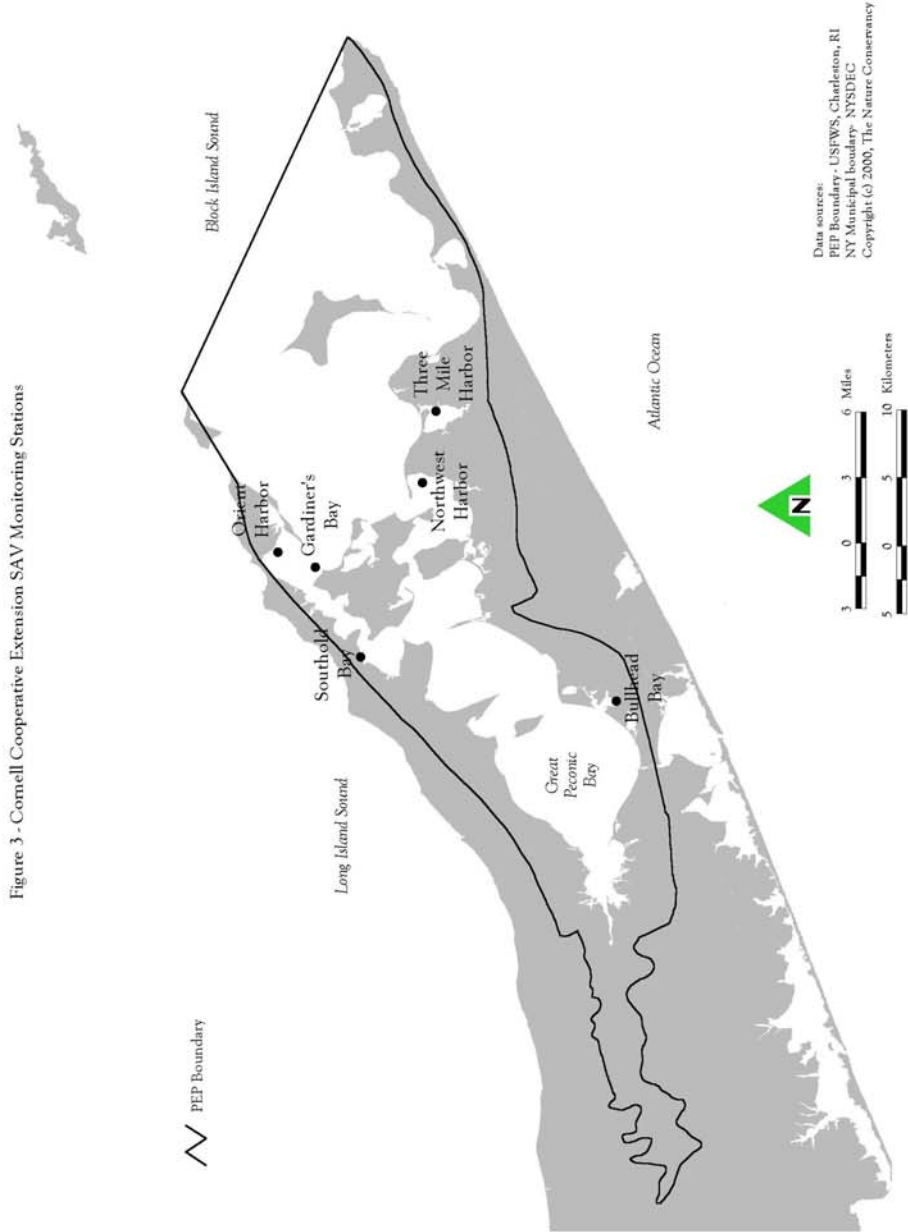 Figure 3 - Cornell Cooperative Extension SAV Monitoring Stations
PEP Boundary
Block Island Sound
Long Island Sound
Orient
Harbor
Gardiner's
Bay
Southold
Bay
Three
Mile
Harbor
Northwest
Harbor
Great
Peconic
Bay
Bullhead
Bay
Atlantic Ocean
N
3 0 3 6 Miles
5 0 5 10 Kilometers
Data sources:
PEP Boundary- USFWS, Charleston, RI
NY Municipal boudary- NYSDEC
Copyright (c) 2000, The Nature Conservancy